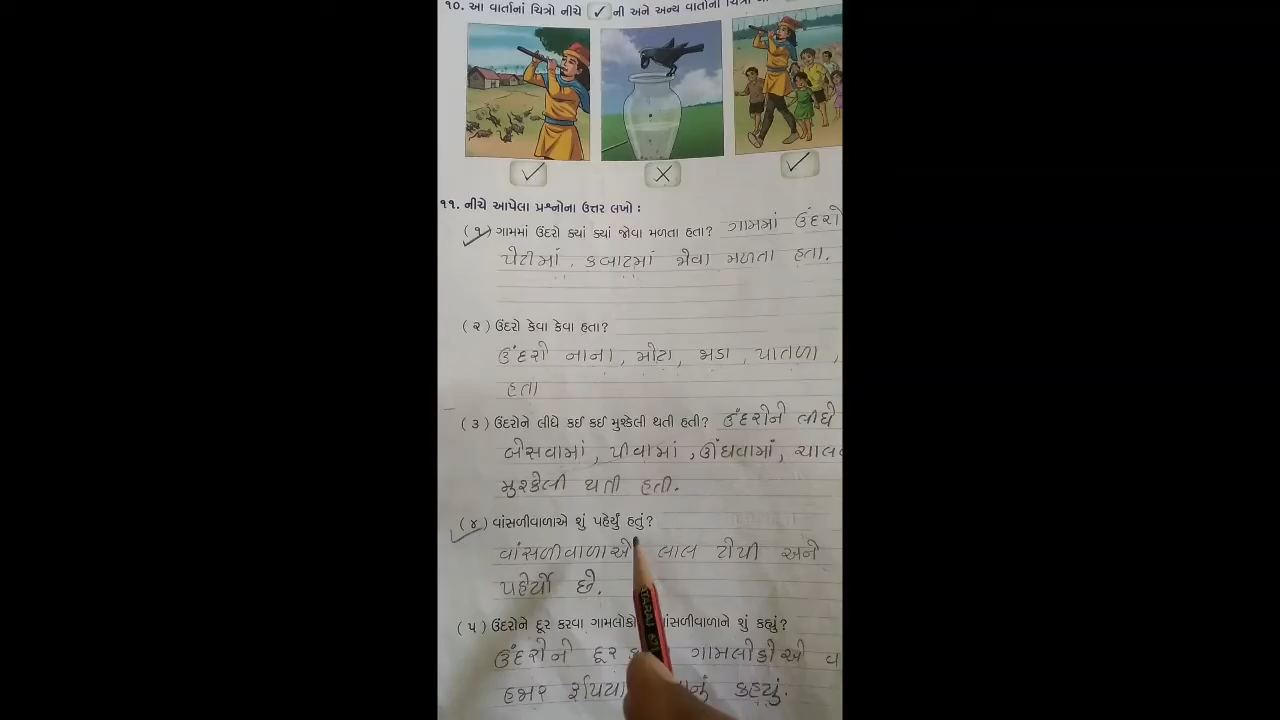 ૧૦. આ વાર્તાનાં ચિત્રો નીચે ✓ ની અને અન્ય વાર્તાના ચિત્રો
✓ X ✓
૧૧. નીચે આપેલા પ્રશ્નોના ઉત્તર લખો :
(૧) ગામમાં ઉંદરો ક્યાં ક્યાં જોવા મળતા હતા? ગામમાં ઉંદરો
પેટીમાં, કબાટમાં જોવા મળતા હતા.
(૨) ઉંદરો કેવા કેવા હતા?
ઉંદરો નાના, મોટા, જાડા, પાતળા,
હતા
(૩) ઉંદરોને લીધે કઈ કઈ મુશ્કેલી થતી હતી? ઉંદરોને લીધે
બેસવામાં, પીવામાં, ઊંઘવામાં,
મુશ્કેલી થતી હતી.
(૪) વાંસળીવાળાએ શું પહેર્યું હતું?
વાંસળીવાળાએ લાલ ટોપી અને
પહેર્યો છે.
(૫) ઉંદરોને દૂર કરવા ગામલોકો વાંસળીવાળાને શું કહ્યું?
ઉંદરોને દૂર ગામલોકોએ
હજાર રૂપિયા કહ્યું.